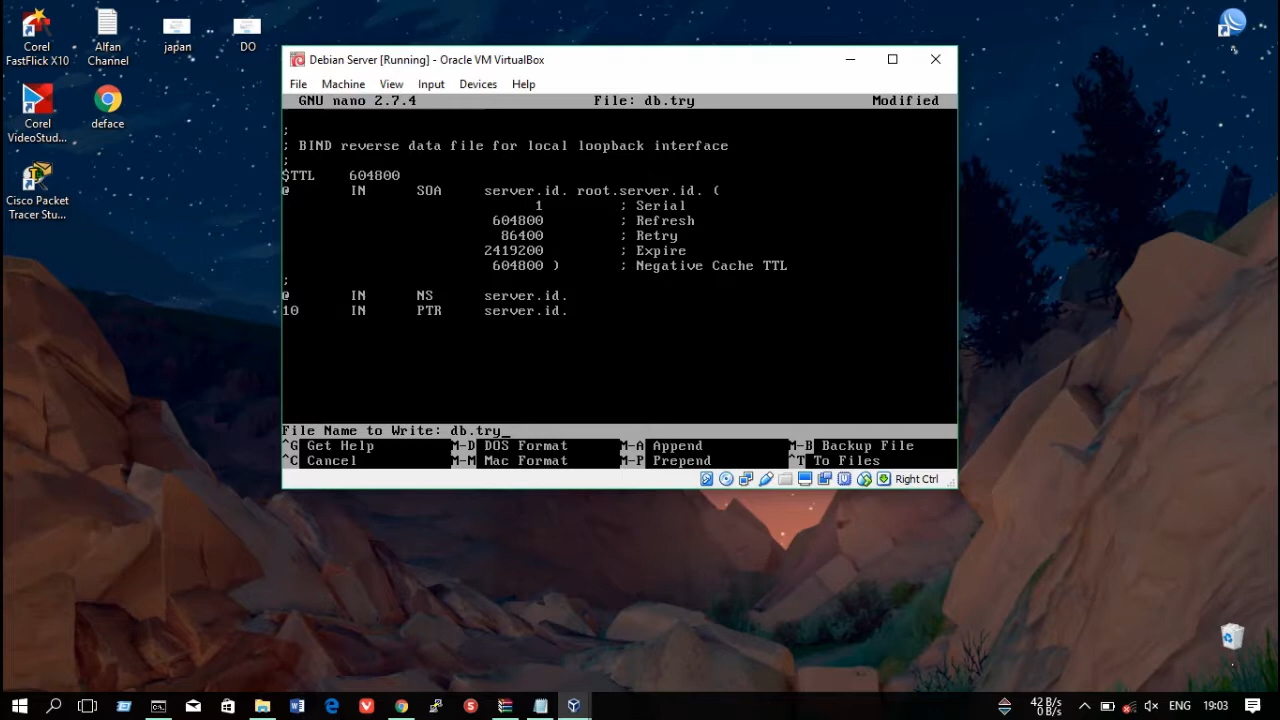 Corel
FastFlick X10
Alfan
Channel
japan
DO
Corel
VideoStud...
deface
Cisco Packet
Tracer Stu...
Debian Server [Running] - Oracle VM VirtualBox
File Machine View Input Devices Help
GNU nano 2.7.4 File: db.try Modified
;
; BIND reverse data file for local loopback interface
;
$TTL 604800
@ IN SOA server.id. root.server.id. (
1 ; Serial
604800 ; Refresh
86400 ; Retry
2419200 ; Expire
604800 ) ; Negative Cache TTL
;
@ IN NS server.id.
10 IN PTR server.id.
File Name to Write: db.try
^G Get Help M-D DOS Format M-A Append M-B Backup File
^C Cancel M-M Mac Format M-P Prepend ^T To Files
Right Ctrl
42 B/s
0 B/s
ENG 19:03